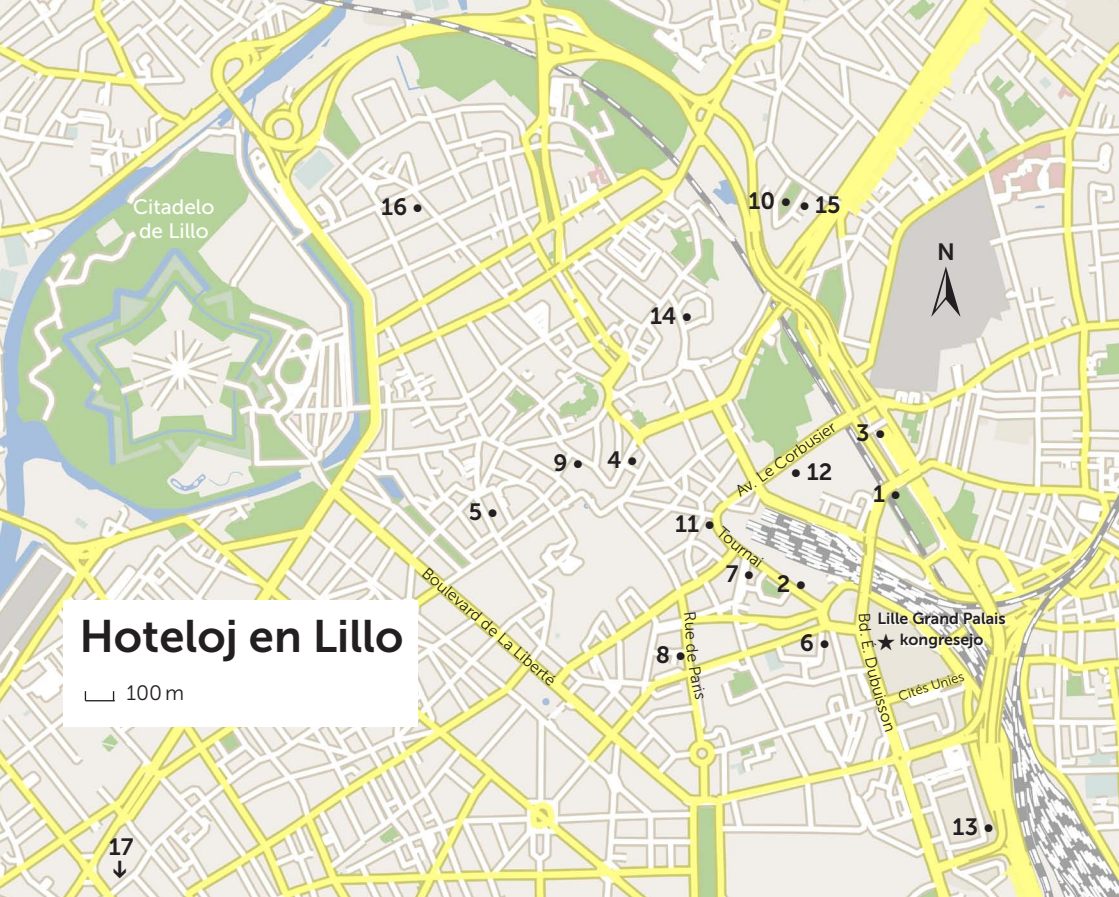 Citadelo
de Lillo
16
10
15
N
14
3
Av. Le Corbusier
9
4
12
1
5
11
Tournai
7
2
Boulevard de La Liberté
Hoteloj en Lillo
100 m
Rue de Paris
8
6
Bd. E. Dubuisson
Lille Grand Palais
kongresejo
Cités Unies
13
17